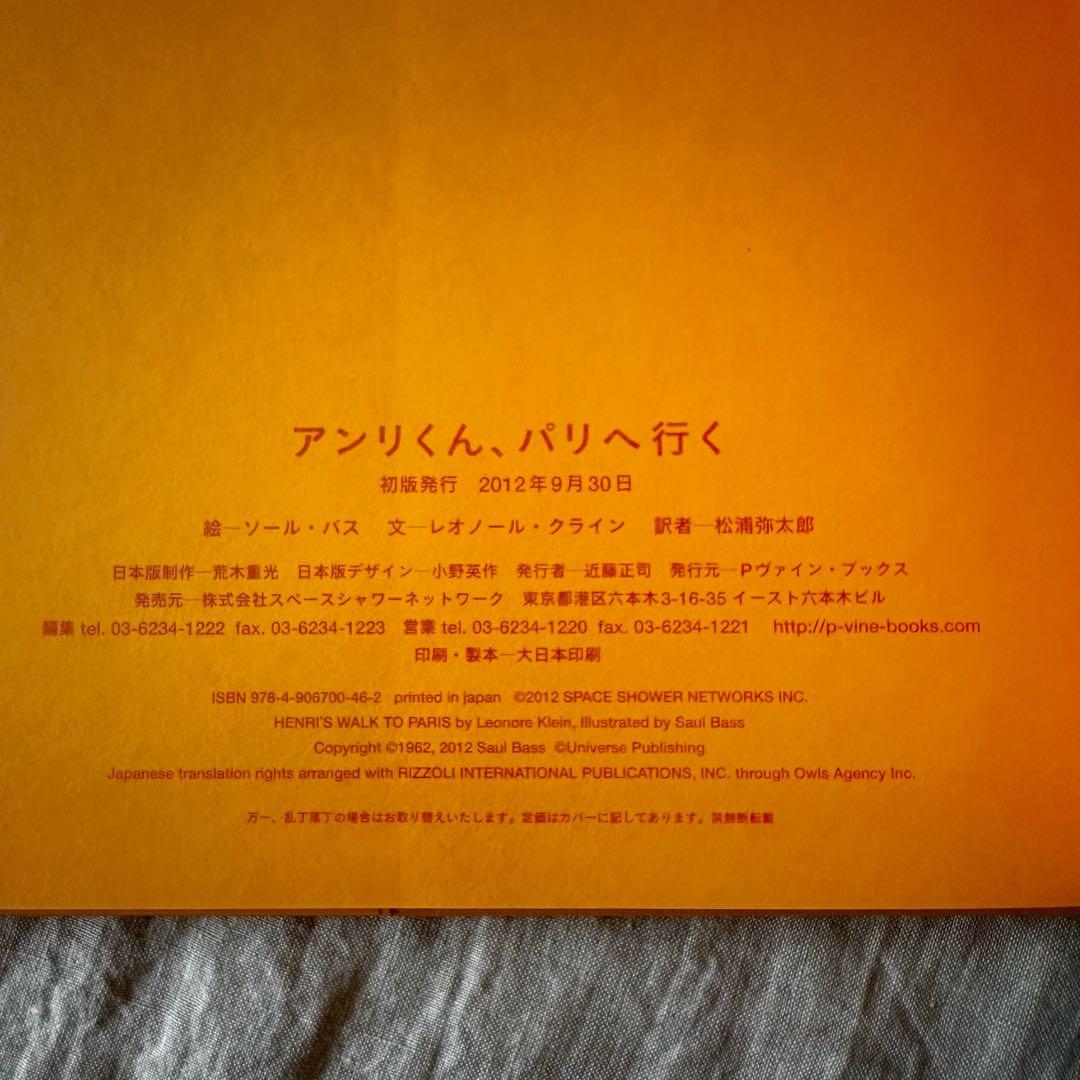 アンリくん、パリへ行く
初版発行　2012年9月30日
絵―ソール・バス　文―レオノール・クライン　訳者―松浦弥太郎
日本版制作―荒木重光　日本版デザイン―小野英作　発行者―近藤正司　発行元―Pヴァイン・ブックス
発売元―株式会社スペースシャワーネットワーク　東京都港区六本木3-16-35 イースト六本木ビル
編集 tel. 03-6234-1222 fax. 03-6234-1223　営業 tel. 03-6234-1220 fax. 03-6234-1221　http://p-vine-books.com
印刷・製本―大日本印刷
ISBN 978-4-906700-46-2 printed in japan ©2012 SPACE SHOWER NETWORKS INC.
HENRI'S WALK TO PARIS by Leonore Klein, Illustrated by Saul Bass
Copyright ©1962, 2012 Saul Bass ©Universe Publishing
Japanese translation rights arranged with RIZZOLI INTERNATIONAL PUBLICATIONS, INC. through Owls Agency Inc.
万一、乱丁落丁の場合はお取り替えいたします。定価はカバーに記してあります。禁無断転載